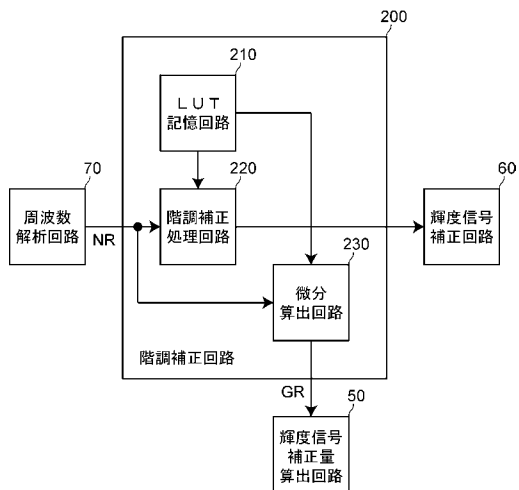 200
210
LUT
記憶回路
70
周波数
解析回路
NR
220
階調補正
処理回路
60
輝度信号
補正回路
230
微分
算出回路
階調補正回路
GR
50
輝度信号
補正量
算出回路